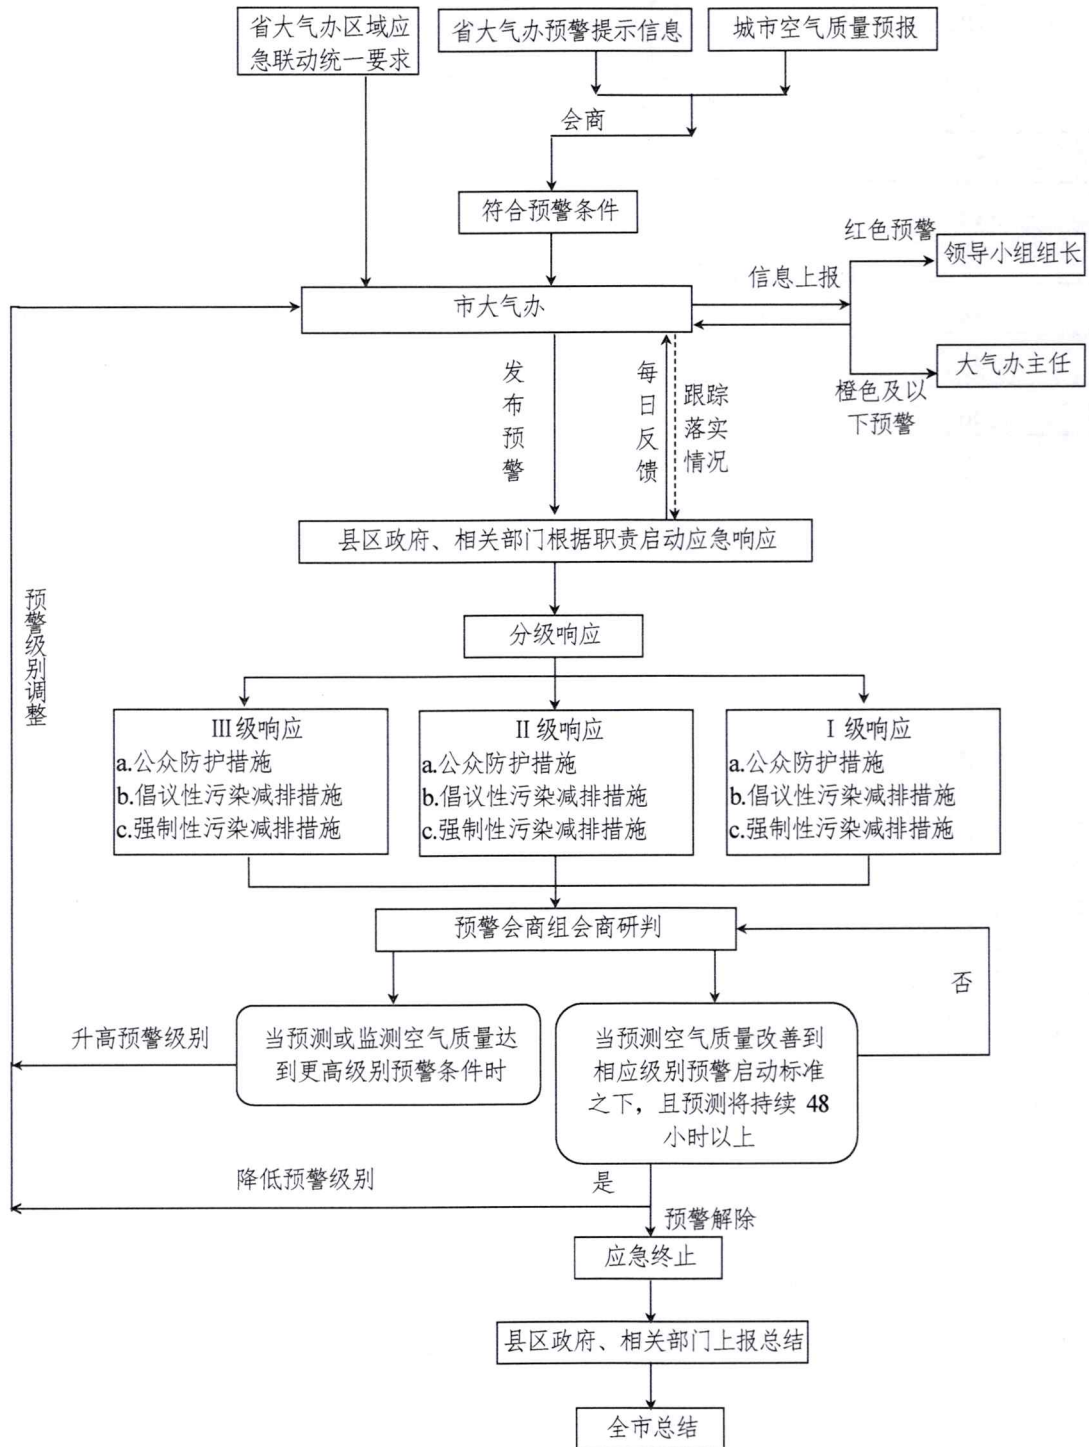 省大气办区域应
急联动统一要求
省大气办预警提示信息
城市空气质量预报
会商
符合预警条件
红色预警
领导小组组长
信息上报
市大气办
大气办主任
橙色及以
下预警
发布预警
每日反馈
跟踪
落实
情况
县区政府、相关部门根据职责启动应急响应
分级响应
预警级别调整
Ⅲ级响应
a.公众防护措施
b.倡议性污染减排措施
c.强制性污染减排措施
Ⅱ级响应
a.公众防护措施
b.倡议性污染减排措施
c.强制性污染减排措施
Ⅰ级响应
a.公众防护措施
b.倡议性污染减排措施
c.强制性污染减排措施
预警会商组会商研判
否
升高预警级别
当预测或监测空气质量达
到更高级别预警条件时
当预测空气质量改善到
相应级别预警启动标准
之下，且预测将持续 48
小时以上
降低预警级别
是
预警解除
应急终止
县区政府、相关部门上报总结
全市总结